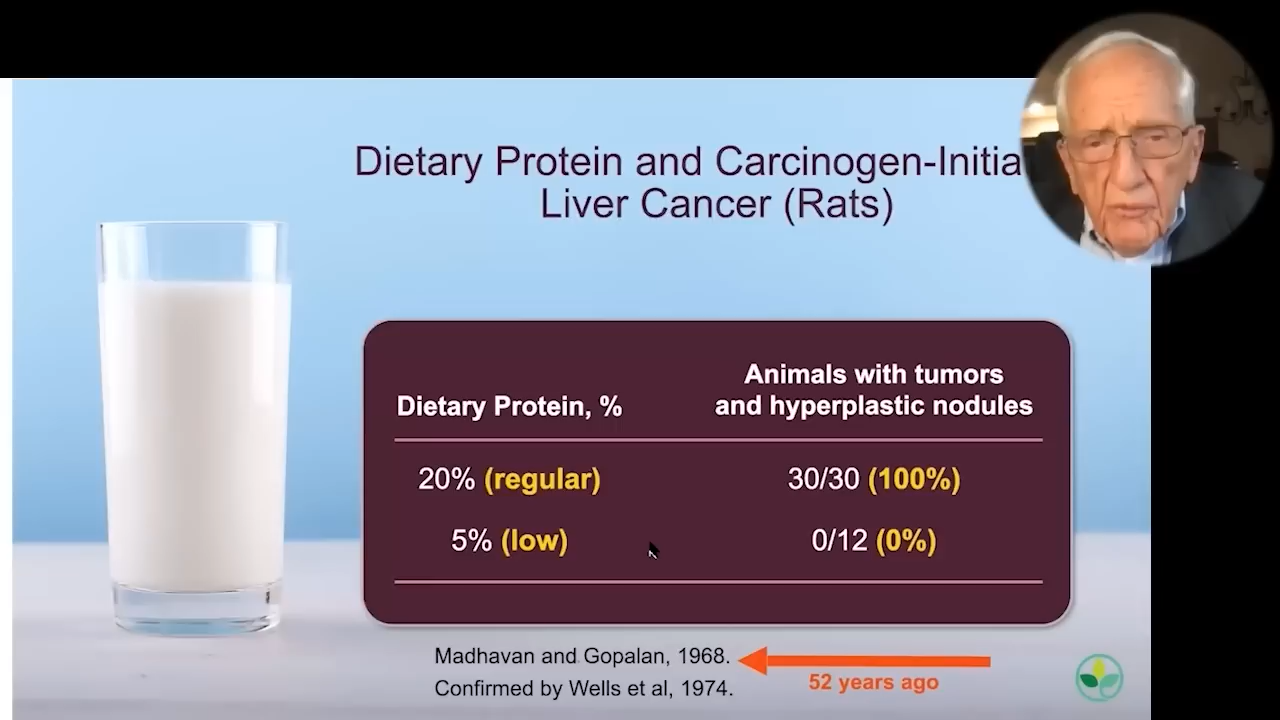 Dietary Protein and Carcinogen-Initia
Liver Cancer (Rats)
Dietary Protein, %
Animals with tumors
and hyperplastic nodules
20% (regular)
30/30 (100%)
5% (low)
0/12 (0%)
Madhavan and Gopalan, 1968.
Confirmed by Wells et al, 1974.
52 years ago